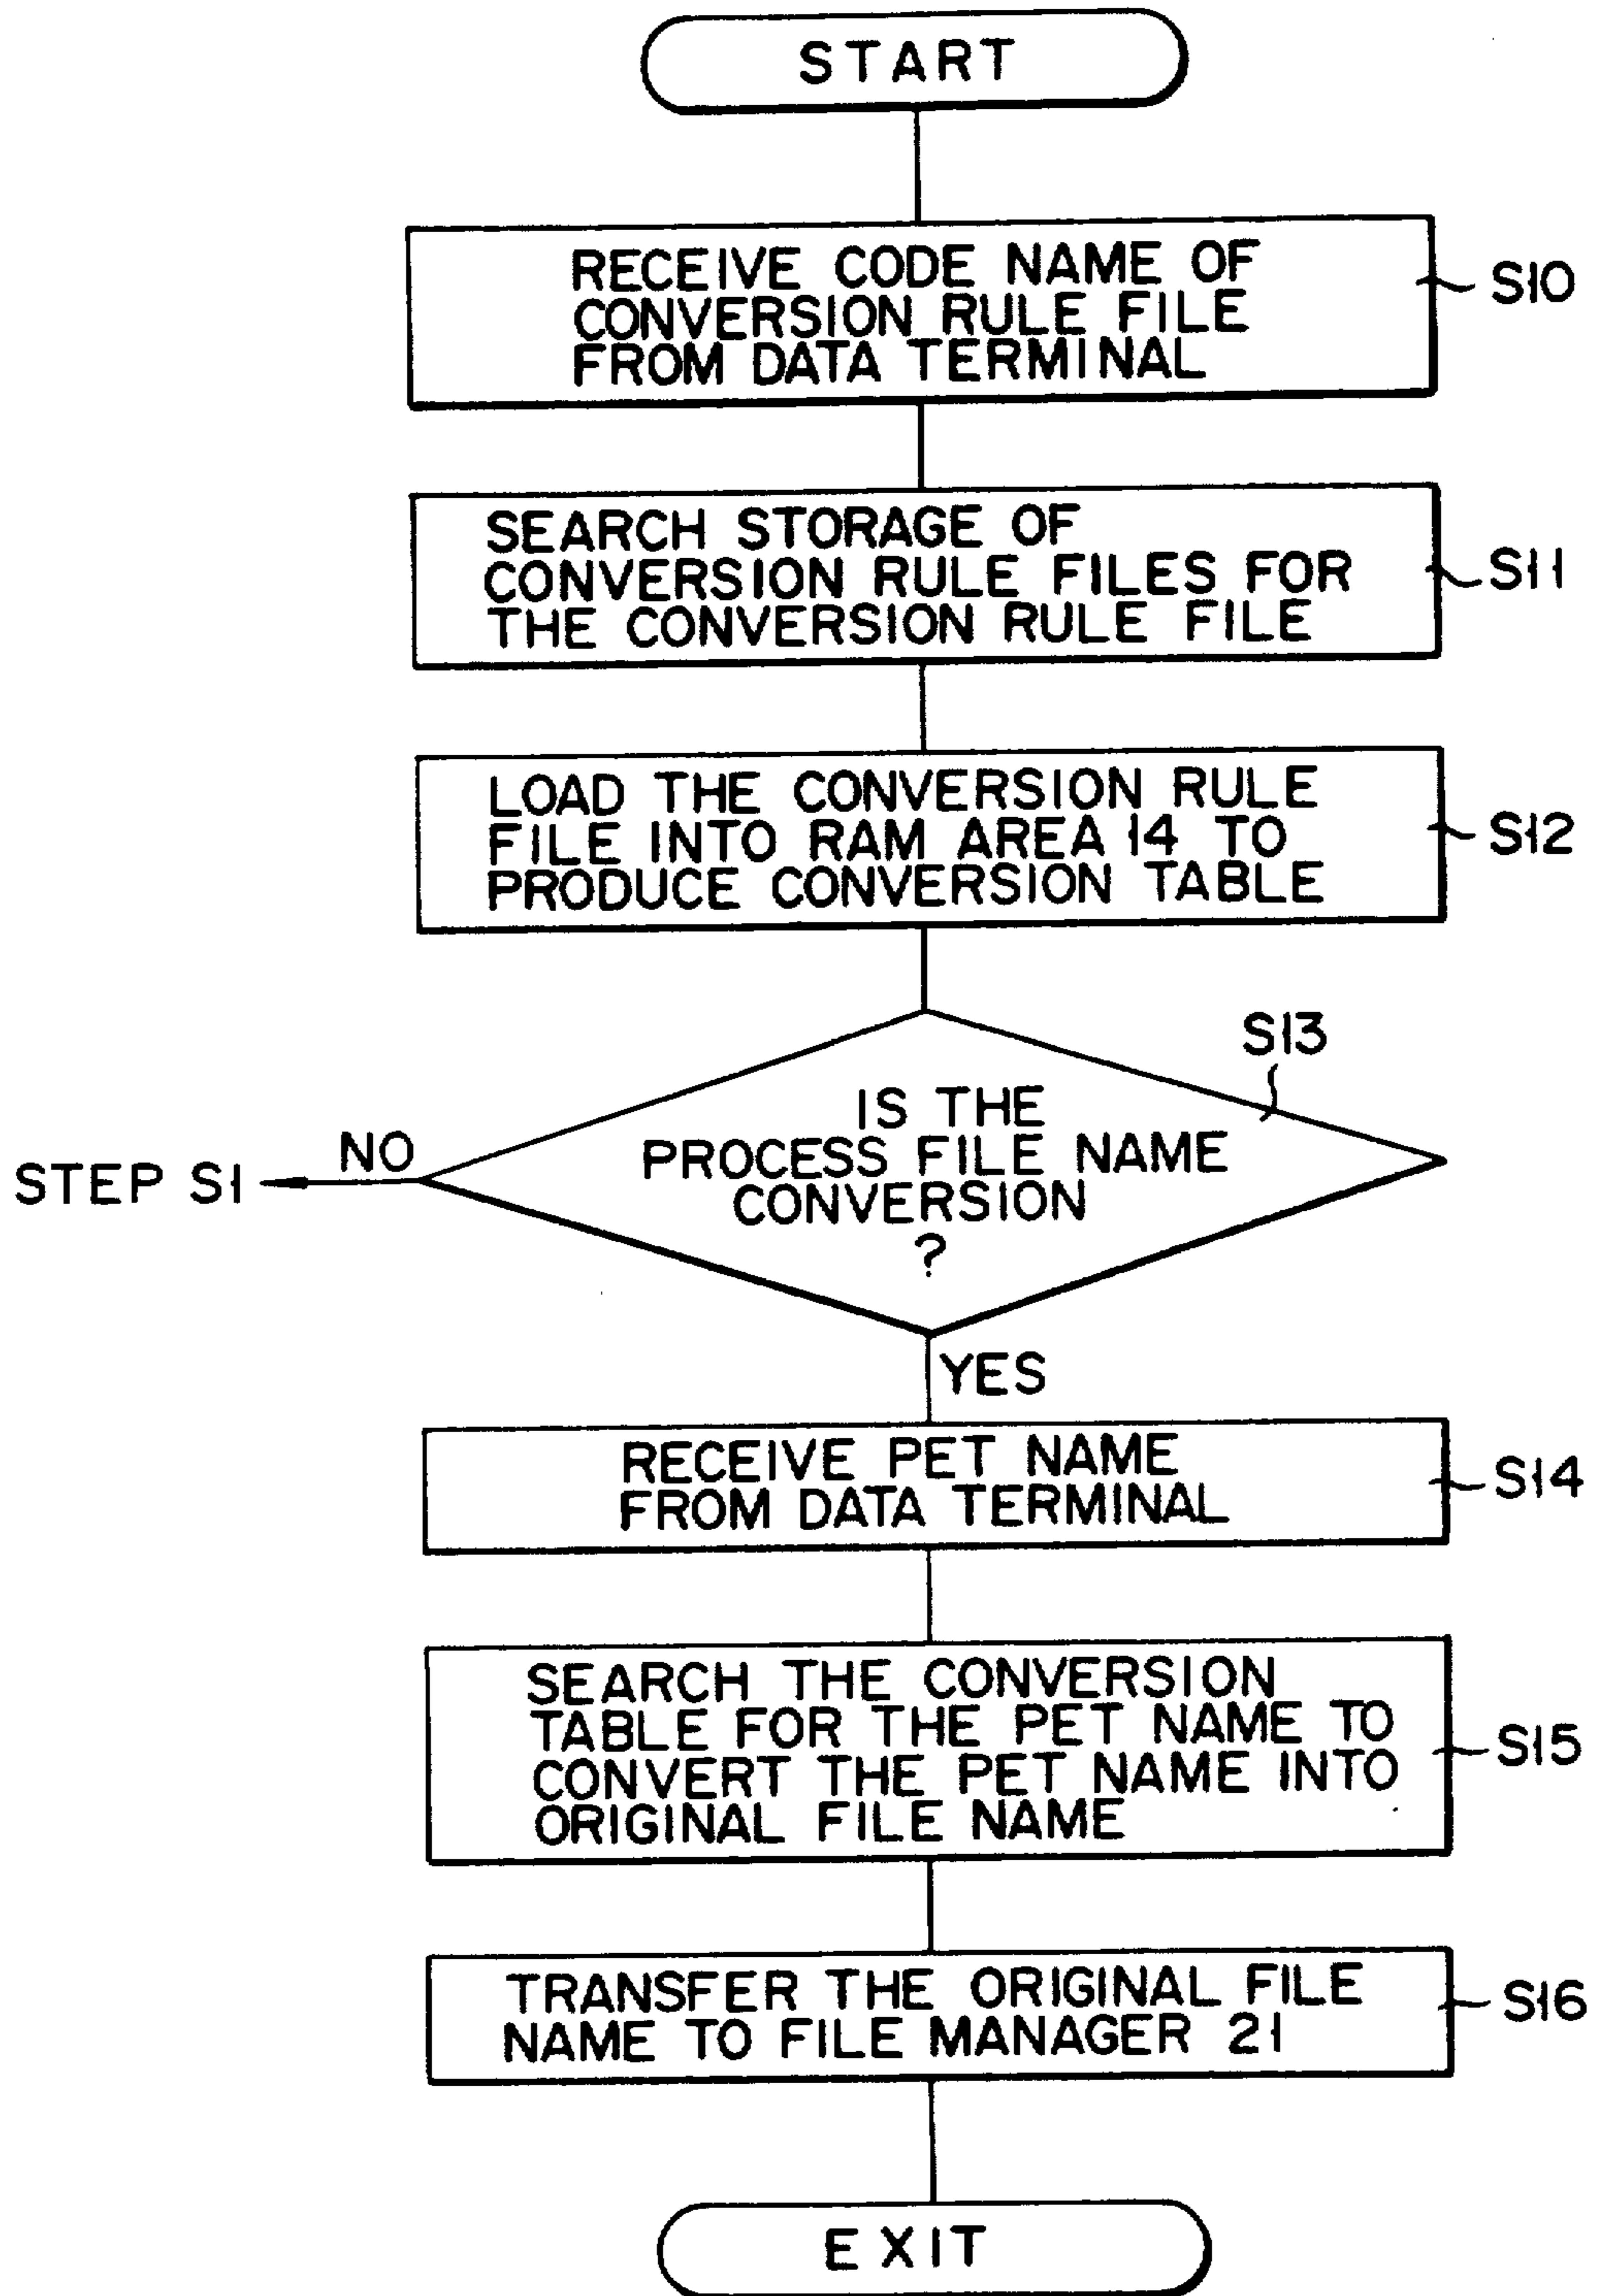 START
RECEIVE CODE NAME OF
CONVERSION RULE FILE
FROM DATA TERMINAL
S10
SEARCH STORAGE OF
CONVERSION RULE FILES FOR
THE CONVERSION RULE FILE
S11
LOAD THE CONVERSION RULE
FILE INTO RAM AREA 14 TO
PRODUCE CONVERSION TABLE
S12
S13
IS THE
PROCESS FILE NAME
CONVERSION
?
NO
STEP S1
YES
RECEIVE PET NAME
FROM DATA TERMINAL
S14
SEARCH THE CONVERSION
TABLE FOR THE PET NAME TO
CONVERT THE PET NAME INTO
ORIGINAL FILE NAME
S15
TRANSFER THE ORIGINAL FILE
NAME TO FILE MANAGER 21
S16
EXIT